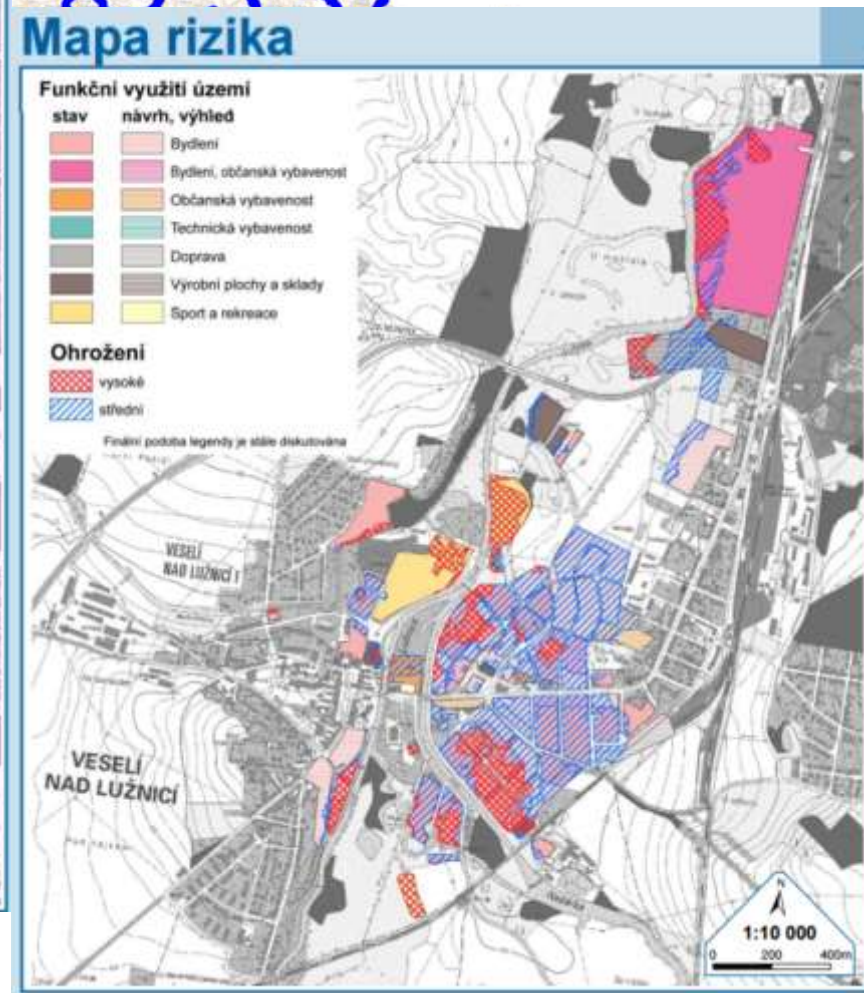 Mapa rizika
Funkční využití území
stav návrh, výhled
Bydlení
Bydlení, občanská vybavenost
Občanská vybavenost
Technická vybavenost
Doprava
Výrobní plochy a sklady
Sport a rekreace
Ohrožení
vysoké
střední
Finální podoba legendy je stále diskutována
VESELÍ
NAD LUŽNICÍ I
VESELÍ
NAD LUŽNICÍ
N
1:10 000
0 200 400m